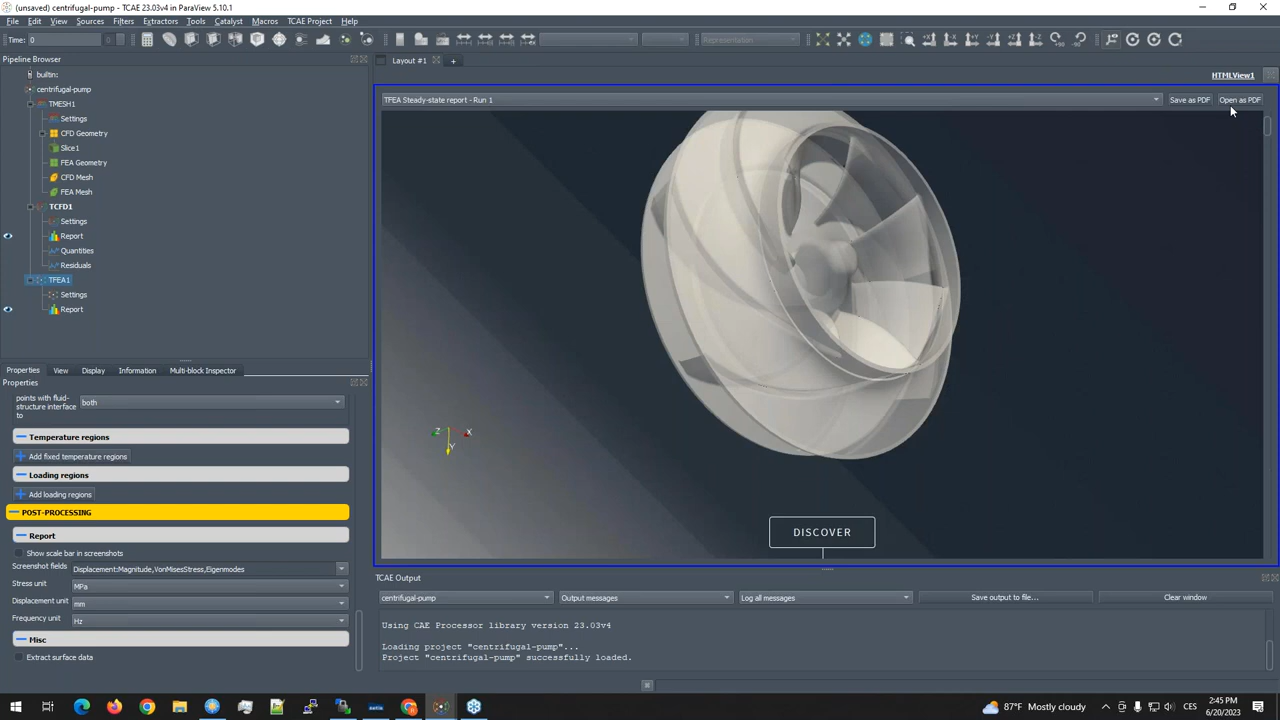 (unsaved) centrifugal-pump - TCAE 23.03v4 in ParaView 5.10.1
File Edit View Sources Filters Extractors Tools Catalyst Macros TCAE Project Help
Time: 0
Representation
+X -X +Y -Y +Z -Z +90 -90
Pipeline Browser
Layout #1
builtin:
HTMLView1
centrifugal-pump
TFEA Steady-state report - Run 1
Save as PDF
Open as PDF
TMESH1
Settings
CFD Geometry
Slice1
FEA Geometry
CFD Mesh
FEA Mesh
TCFD1
Settings
Report
Quantities
Residuals
TFEA1
Settings
Report
Properties View Display Information Multi-block Inspector
Properties
points with fluid-
structure interface
to
both
Temperature regions
Add fixed temperature regions
Loading regions
Add loading regions
POST-PROCESSING
Report
Show scale bar in screenshots
Screenshot fields Displacement:Magnitude,VonMisesStress,Eigenmodes
Stress unit MPa
Displacement unit mm
Frequency unit Hz
Misc
Extract surface data
Z X
Y
DISCOVER
TCAE Output
centrifugal-pump Output messages Log all messages Save output to file... Clear window
Using CAE Processor library version 23.03v4
Loading project "centrifugal-pump"...
Project "centrifugal-pump" successfully loaded.
87°F Mostly cloudy
CES
2:45 PM
6/20/2023